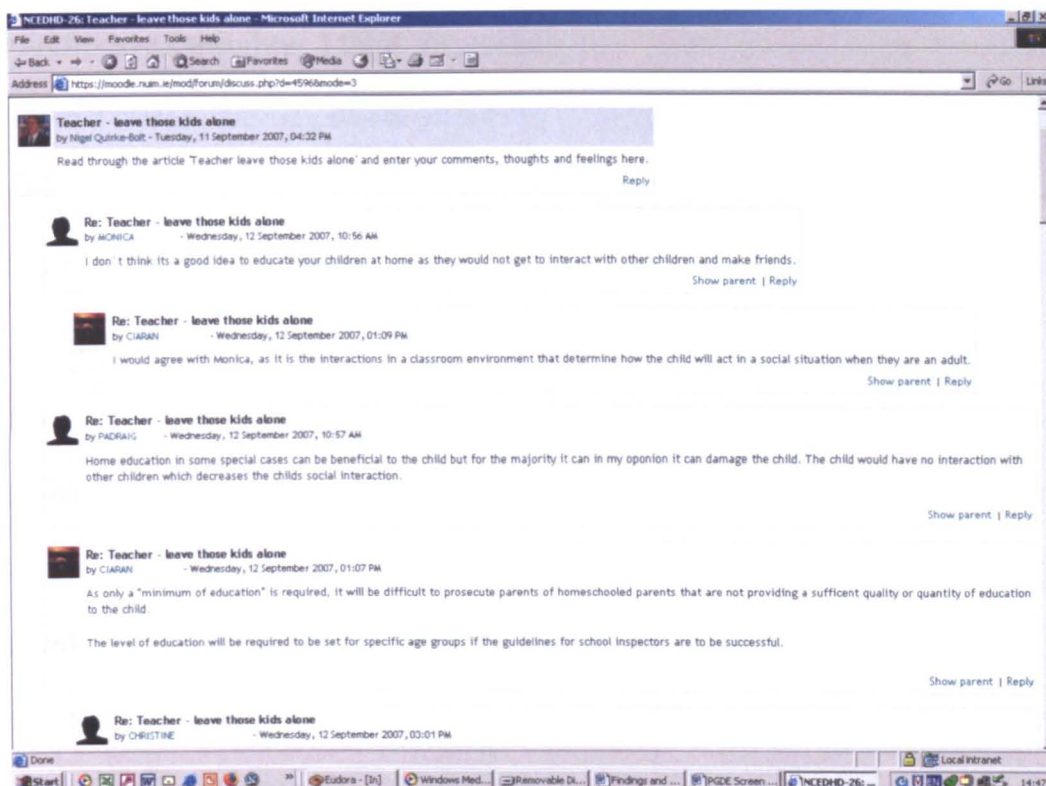 NCEDHD-26: Teacher - leave those kids alone - Microsoft Internet Explorer
File Edit View Favorites Tools Help
Back Search Favorites Media
Address https://moodle.nuim.ie/mod/forum/discuss.php?d=4596&mode=3 Go Links
Teacher - leave those kids alone
by Nigel Quirke-Bolt - Tuesday, 11 September 2007, 04:32 PM
Read through the article 'Teacher leave those kids alone' and enter your comments, thoughts and feelings here.
Reply
Re: Teacher - leave those kids alone
by MONICA - Wednesday, 12 September 2007, 10:56 AM
I don't think its a good idea to educate your children at home as they would not get to interact with other children and make friends.
Show parent | Reply
Re: Teacher - leave those kids alone
by CIARAN - Wednesday, 12 September 2007, 01:09 PM
I would agree with Monica, as it is the interactions in a classroom environment that determine how the child will act in a social situation when they are an adult.
Show parent | Reply
Re: Teacher - leave those kids alone
by PADRAIG - Wednesday, 12 September 2007, 10:57 AM
Home education in some special cases can be beneficial to the child but for the majority it can in my oponion it can damage the child. The child would have no interaction with
other children which decreases the childs social interaction.
Show parent | Reply
Re: Teacher - leave those kids alone
by CIARAN - Wednesday, 12 September 2007, 01:07 PM
As only a "minimum of education" is required, it will be difficult to prosecute parents of homeschooled parents that are not providing a sufficent quality or quantity of education
to the child.
The level of education will be required to be set for specific age groups if the guidelines for school inspectors are to be successful.
Show parent | Reply
Re: Teacher - leave those kids alone
by CHRISTINE - Wednesday, 12 September 2007, 03:01 PM
Done Local intranet
Start Eudora - [In] Windows Med... Removable Di... Findings and ... PGDE Screen ... NCEDHD-26: ... 14:47